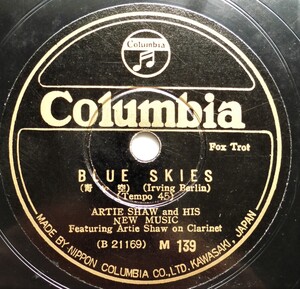 Columbia
Columbia
Fox Trot
BLUE SKIES
(青い空) (Irving Berlin)
(Tempo 45)
ARTIE SHAW and HIS
NEW MUSIC
Featuring Artie Shaw on Clarinet
(B 21169) M 139
MADE BY NIPPON COLUMBIA CO., LTD. KAWASAKI, JAPAN